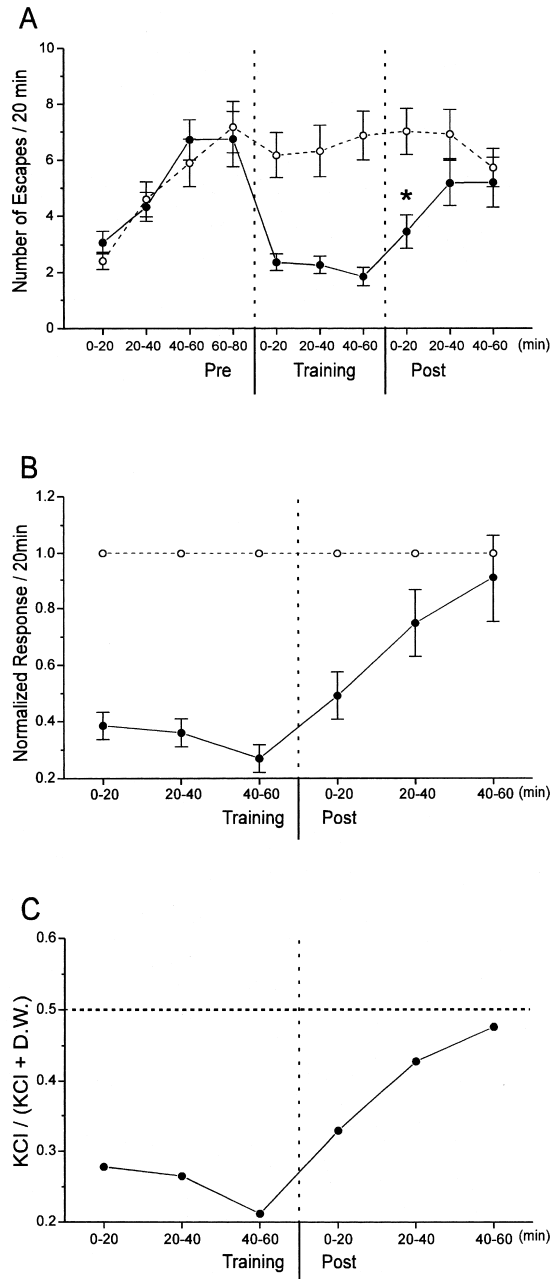 A
Number of Escapes / 20 min
10
8
6
4
2
0
*
0-20 20-40 40-60 60-80 0-20 20-40 40-60 0-20 20-40 40-60 (min)
Pre Training Post
B
Normalized Response / 20min
1.2
1.0
0.8
0.6
0.4
0.2
0-20 20-40 40-60 0-20 20-40 40-60 (min)
Training Post
C
KCl / (KCl + D.W.)
0.6
0.5
0.4
0.3
0.2
0-20 20-40 40-60 0-20 20-40 40-60 (min)
Training Post